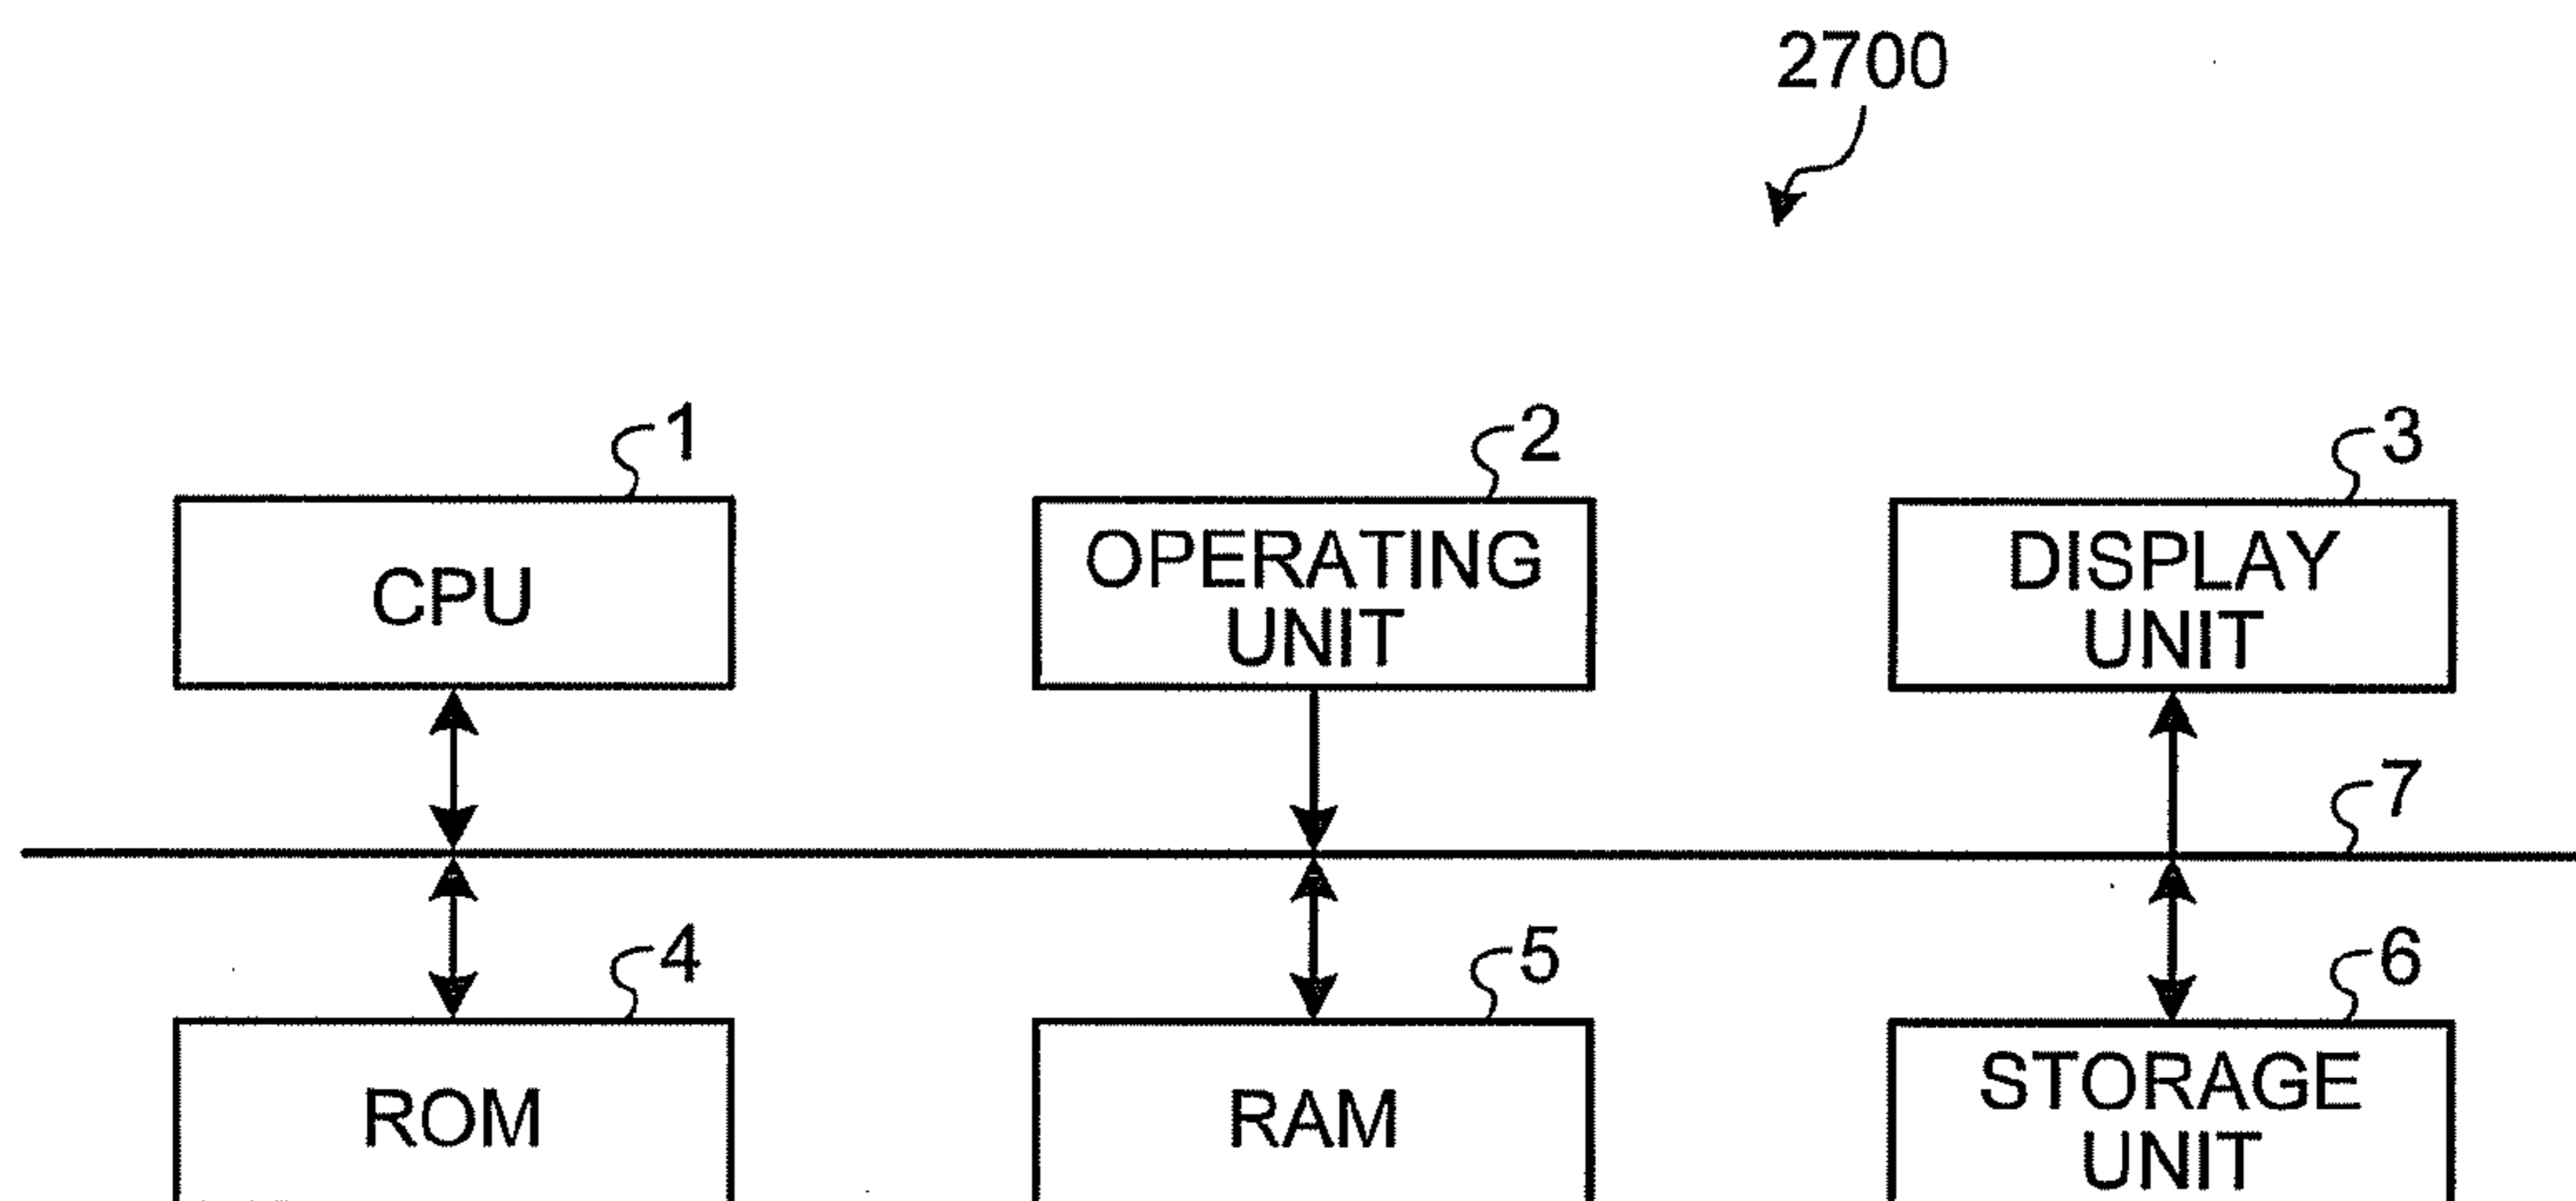 2700
1
2
3
CPU
OPERATING
UNIT
DISPLAY
UNIT
7
4
5
6
ROM
RAM
STORAGE
UNIT